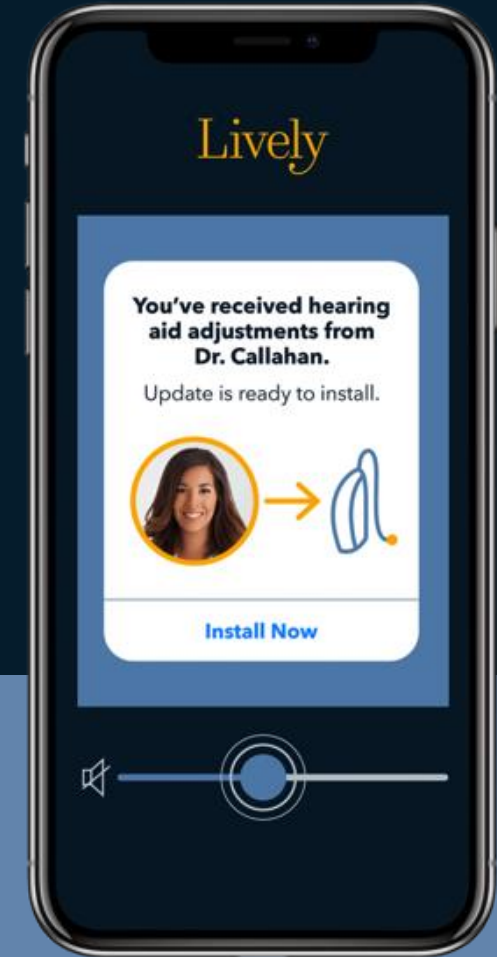 Lively
You’ve received hearing
aid adjustments from
Dr. Callahan.
Update is ready to install.
Install Now